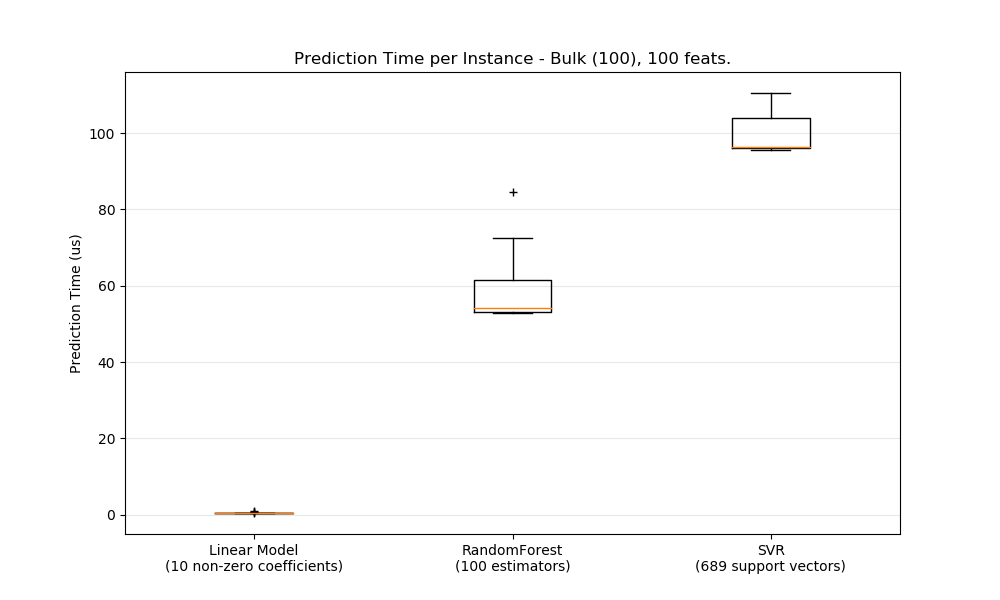 Prediction Time per Instance - Bulk (100), 100 feats.
Prediction Time (us)
100
80
60
40
20
0
Linear Model
(10 non-zero coefficients)
RandomForest
(100 estimators)
SVR
(689 support vectors)